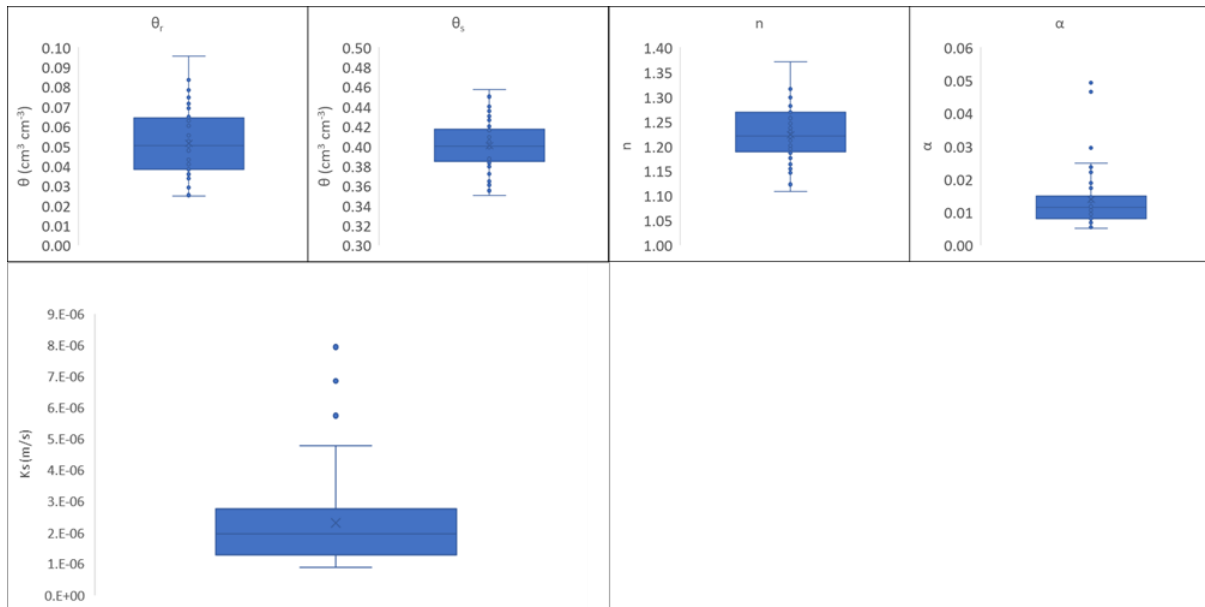 θr
0.10
0.09
0.08
0.07
0.06
0.05
0.04
0.03
0.02
0.01
0.00
θ (cm³ cm⁻³)
θs
0.50
0.48
0.46
0.44
0.42
0.40
0.38
0.36
0.34
0.32
0.30
θ (cm³ cm⁻³)
n
1.40
1.35
1.30
1.25
1.20
1.15
1.10
1.05
1.00
n
α
0.06
0.05
0.04
0.03
0.02
0.01
0.00
α
9.E-06
8.E-06
7.E-06
6.E-06
5.E-06
4.E-06
3.E-06
2.E-06
1.E-06
0.E+00
Ks (m/s)